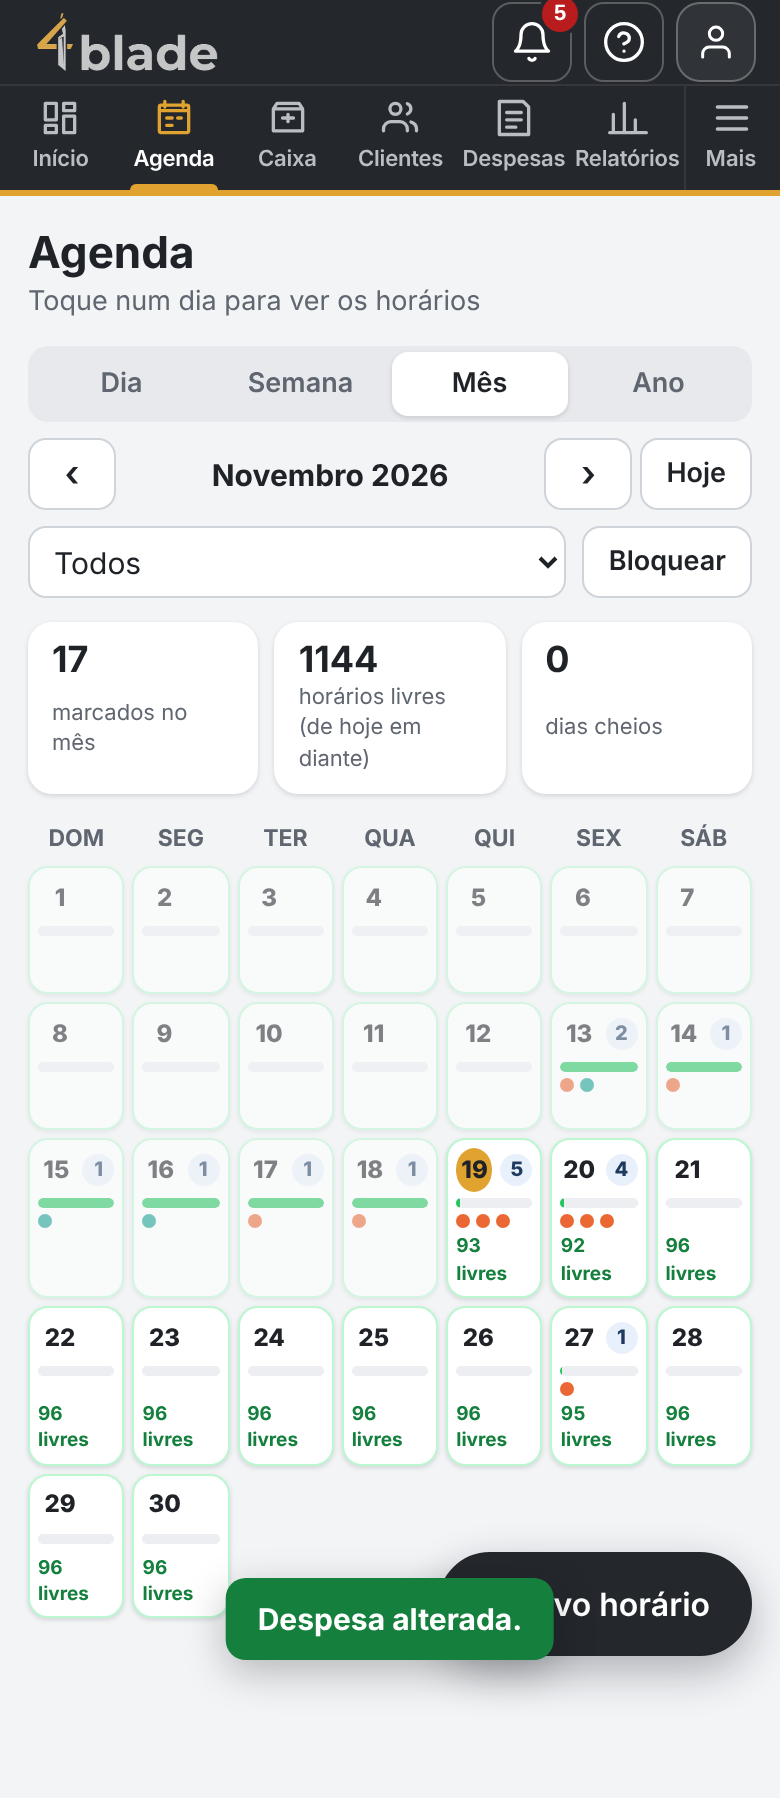 4blade
5
Início
Agenda
Caixa
Clientes
Despesas
Relatórios
Mais
Agenda
Toque num dia para ver os horários
Dia
Semana
Mês
Ano
‹
Novembro 2026
›
Hoje
Todos
Bloquear
17
marcados no
mês
1144
horários livres
(de hoje em
diante)
0
dias cheios
DOM SEG TER QUA QUI SEX SÁB
1 2 3 4 5 6 7
8 9 10 11 12 13 2 14 1
15 1 16 1 17 1 18 1 19 5 20 4 21
93 92 96
livres livres livres
22 23 24 25 26 27 1 28
96 96 96 96 96 95 96
livres livres livres livres livres livres livres
29 30
96 96
livres livres
Despesa alterada.
vo horário